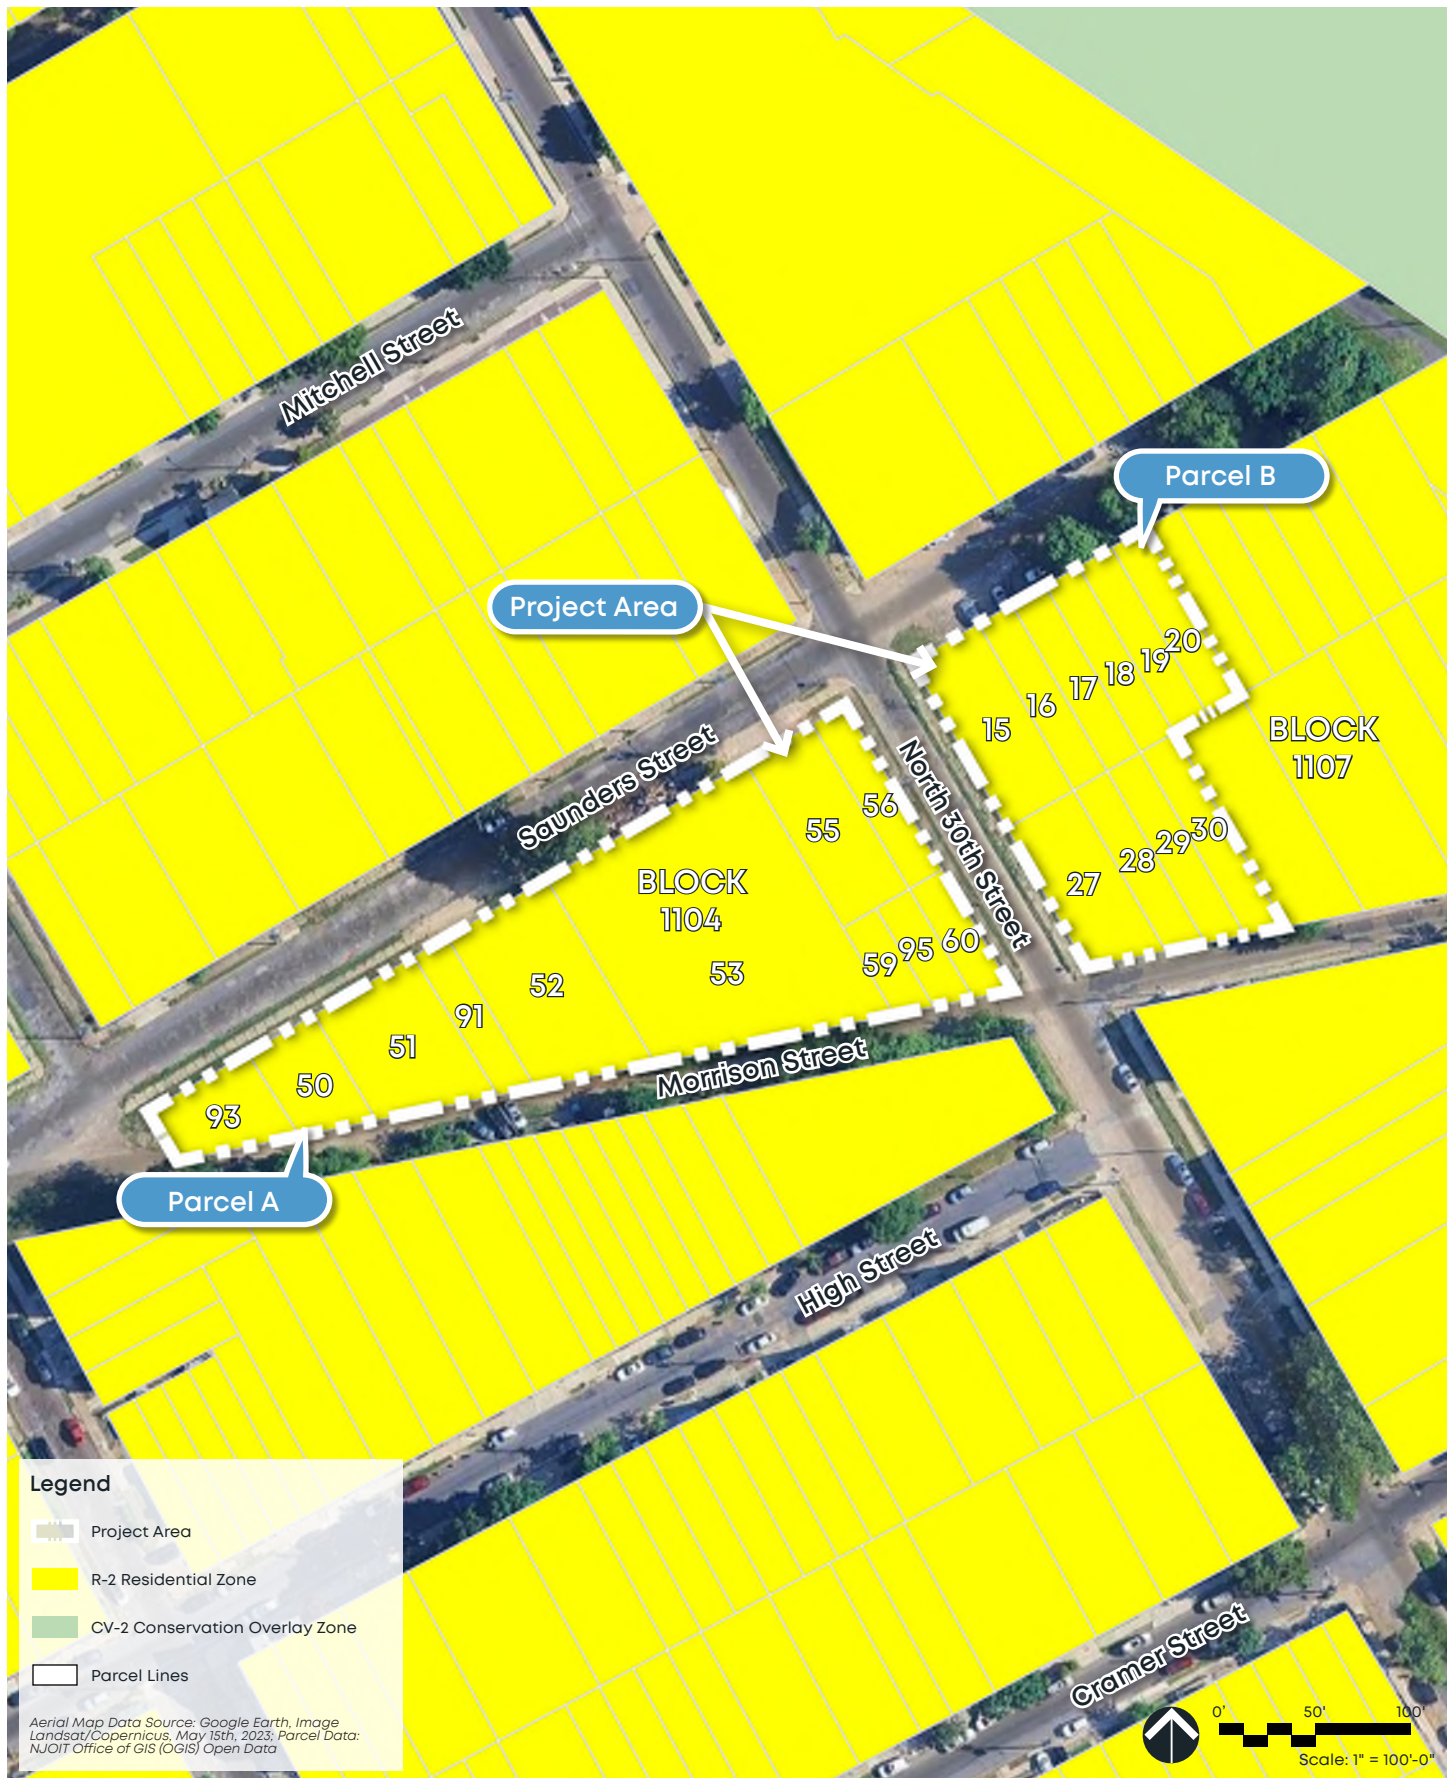 Mitchell Street
Parcel B
Project Area
20
19
18
17
16
15
BLOCK
1107
Saunders Street
North 30th Street
56
55
30
29
28
27
BLOCK
1104
60
95
59
53
52
91
51
50
93
Morrison Street
Parcel A
High Street
Cramer Street
Legend
Project Area
R-2 Residential Zone
CV-2 Conservation Overlay Zone
Parcel Lines
Aerial Map Data Source: Google Earth, Image
Landsat/Copernicus, May 15th, 2023; Parcel Data:
NJOIT Office of GIS (OGIS) Open Data
0' 50' 100'
Scale: 1" = 100'-0"